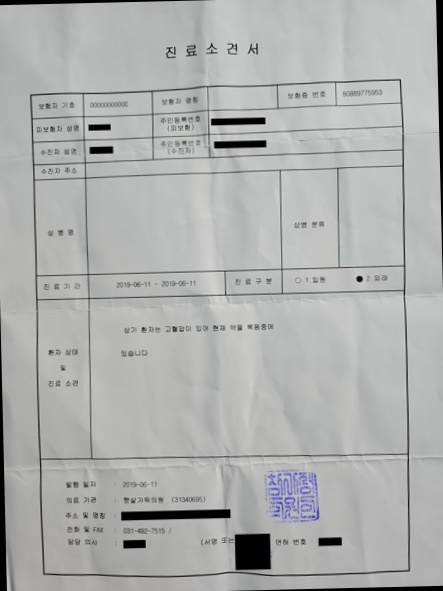 진 료 소 견 서
보험자 기호 00000000000 보험자 명칭 보험증 번호 80889775953
피보험자 성명 주민등록번호 (피보험)
수진자 성명 주민등록번호 (수진자)
수진자 주소
상 병 명 상병 분류
진 료 기 간 2019-06-11 - 2019-06-11 진 료 구 분 ○ 1.입원 ● 2.외래
상기 환자는 고혈압이 있어 현재 약을 복용중에
있습니다
환자 상태
및
진료 소견
발행 일자 : 2019-06-11
의료 기관 : 햇살가득의원 (31340695)
주소 및 명칭 :
전화 및 FAX : 031-492-7515 /
담당 의사 : (서명 또는 면허 번호 :